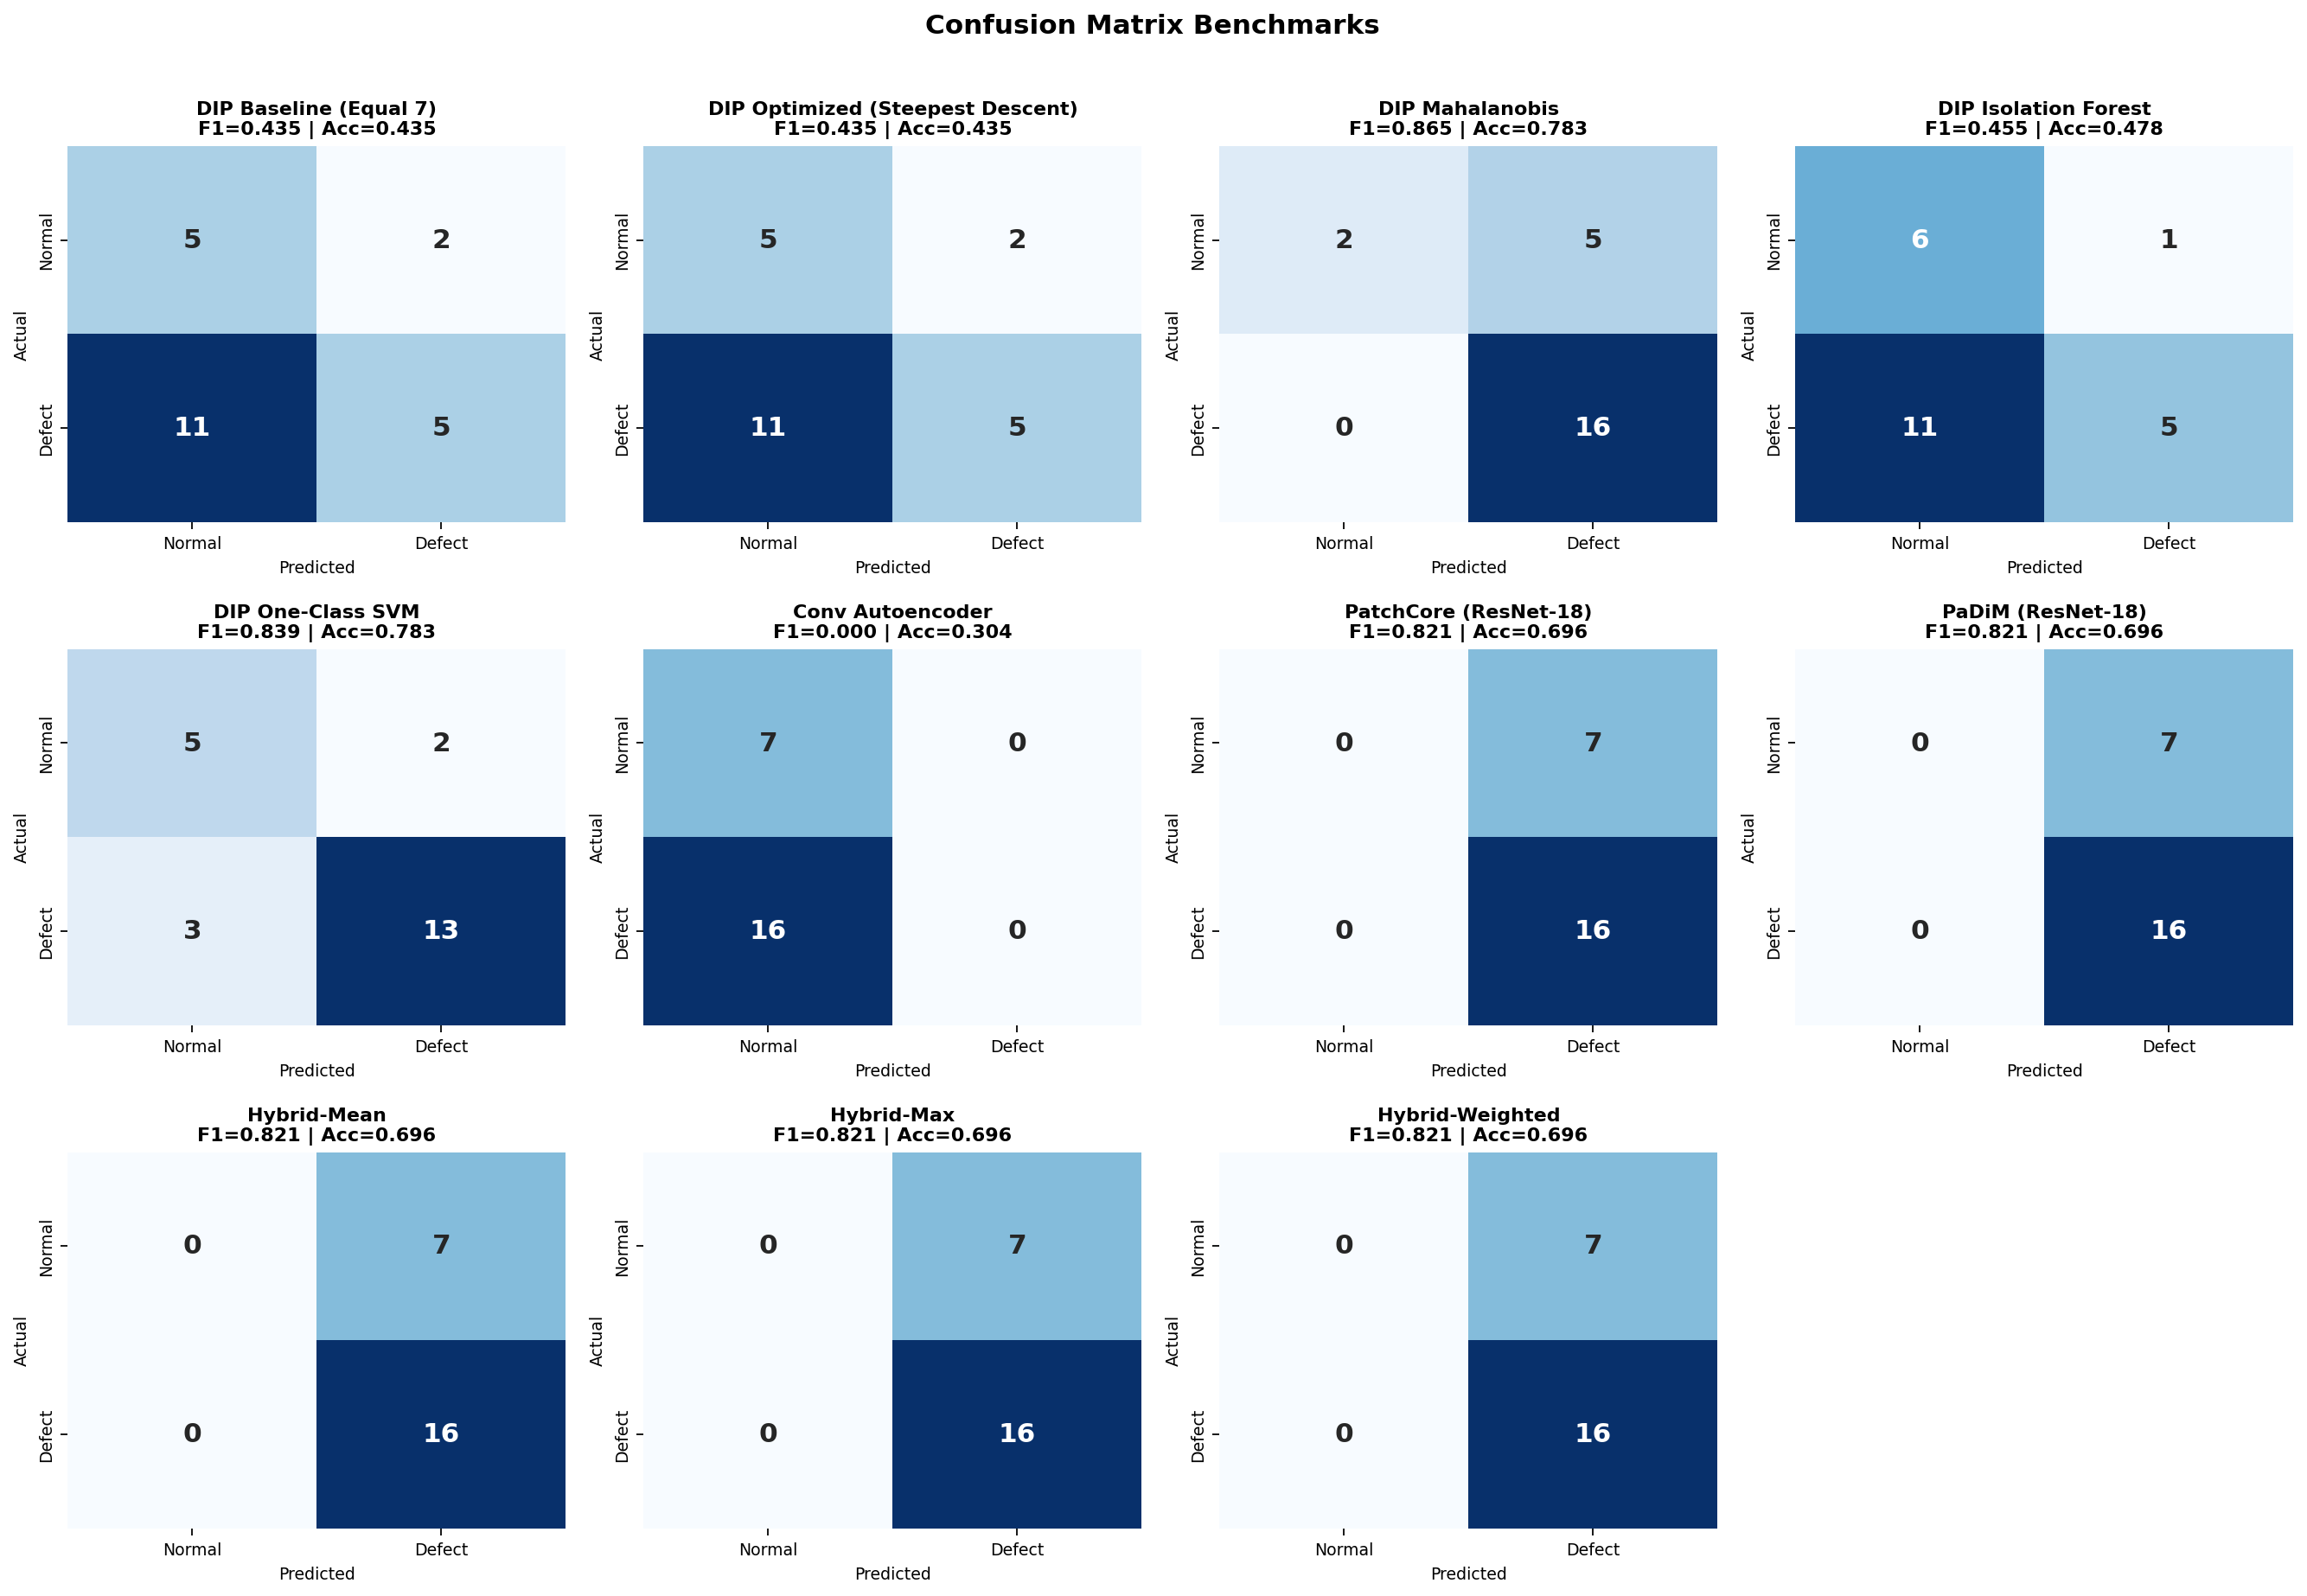 Confusion Matrix Benchmarks
DIP Baseline (Equal 7)
F1=0.435 | Acc=0.435
Normal
5
2
Actual
Defect
11
5
Normal
Defect
Predicted
DIP Optimized (Steepest Descent)
F1=0.435 | Acc=0.435
Normal
5
2
Actual
Defect
11
5
Normal
Defect
Predicted
DIP Mahalanobis
F1=0.865 | Acc=0.783
Normal
2
5
Actual
Defect
0
16
Normal
Defect
Predicted
DIP Isolation Forest
F1=0.455 | Acc=0.478
Normal
6
1
Actual
Defect
11
5
Normal
Defect
Predicted
DIP One-Class SVM
F1=0.839 | Acc=0.783
Normal
5
2
Actual
Defect
3
13
Normal
Defect
Predicted
Conv Autoencoder
F1=0.000 | Acc=0.304
Normal
7
0
Actual
Defect
16
0
Normal
Defect
Predicted
PatchCore (ResNet-18)
F1=0.821 | Acc=0.696
Normal
0
7
Actual
Defect
0
16
Normal
Defect
Predicted
PaDiM (ResNet-18)
F1=0.821 | Acc=0.696
Normal
0
7
Actual
Defect
0
16
Normal
Defect
Predicted
Hybrid-Mean
F1=0.821 | Acc=0.696
Normal
0
7
Actual
Defect
0
16
Normal
Defect
Predicted
Hybrid-Max
F1=0.821 | Acc=0.696
Normal
0
7
Actual
Defect
0
16
Normal
Defect
Predicted
Hybrid-Weighted
F1=0.821 | Acc=0.696
Normal
0
7
Actual
Defect
0
16
Normal
Defect
Predicted